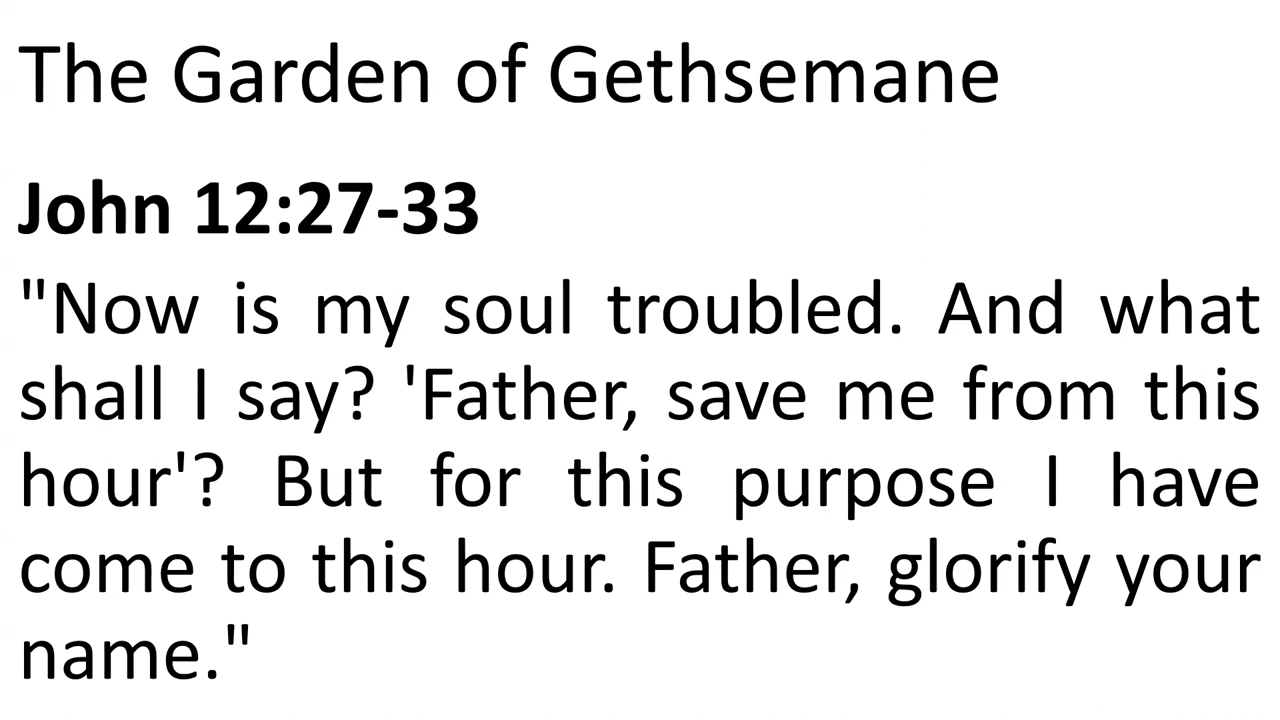 The Garden of Gethsemane
John 12:27-33
"Now is my soul troubled. And what
shall I say? 'Father, save me from this
hour'? But for this purpose I have
come to this hour. Father, glorify your
name."